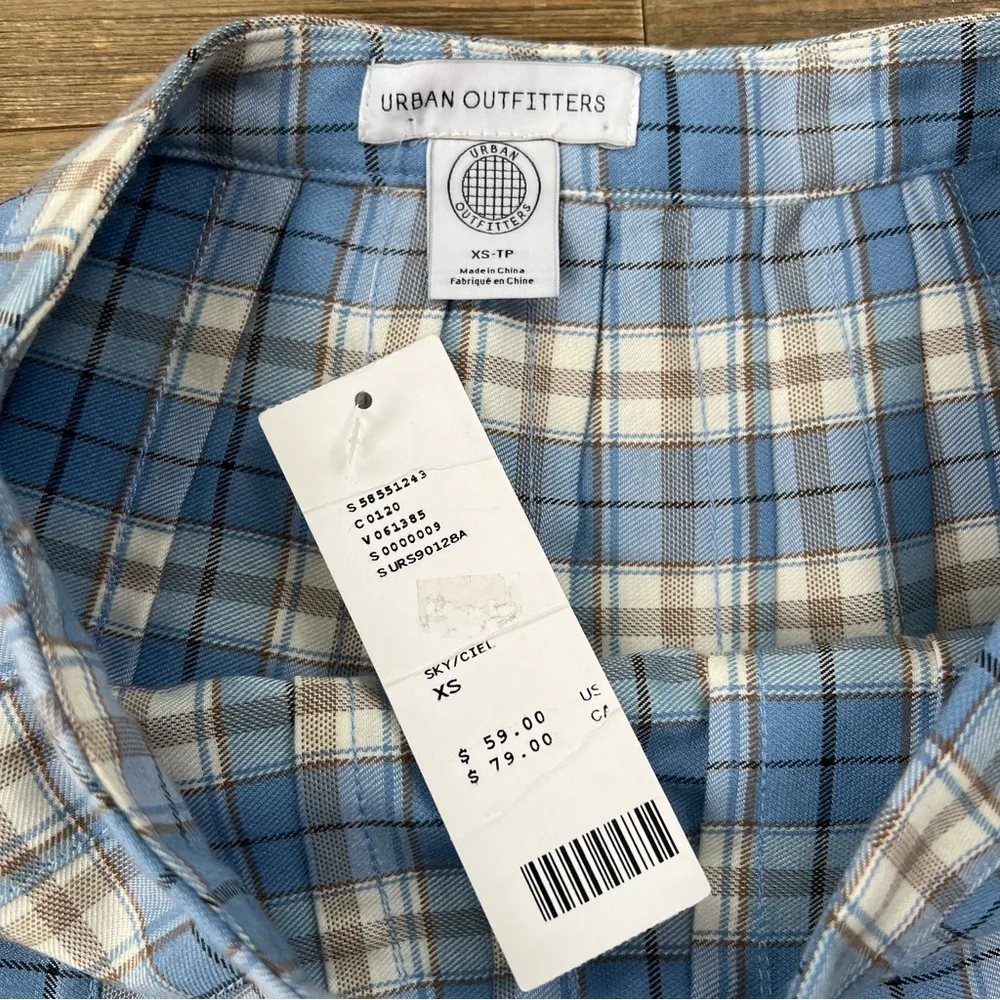 URBAN OUTFITTERS
URBAN
OUTFITTERS
XS-TP
Made in China
Fabriqué en Chine
S 58551243
C 0120
V 061385
S 0000009
S URS90128A
SKY/CIEL
XS
$ 59.00 US
$ 79.00 CA